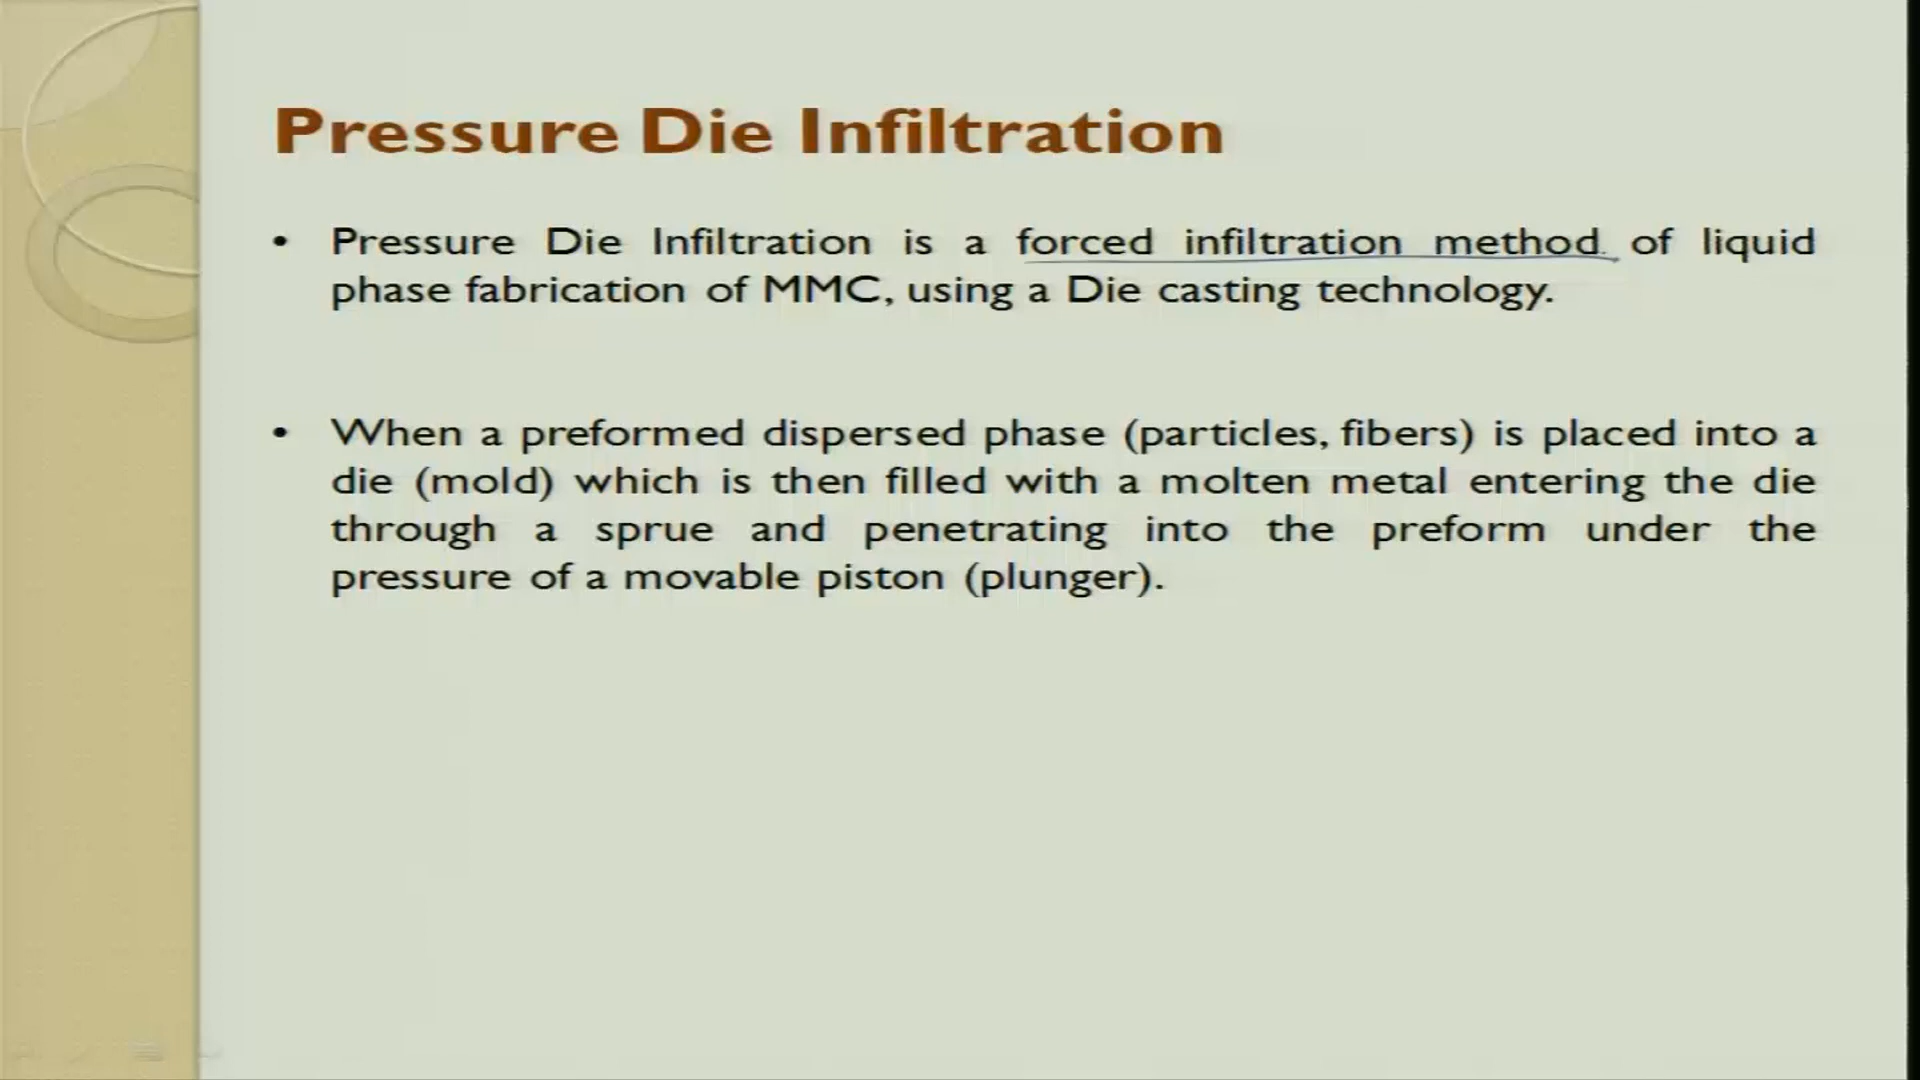 Pressure Die Infiltration
• Pressure Die Infiltration is a forced infiltration method of liquid
phase fabrication of MMC, using a Die casting technology.
• When a preformed dispersed phase (particles, fibers) is placed into a
die (mold) which is then filled with a molten metal entering the die
through a sprue and penetrating into the preform under the
pressure of a movable piston (plunger).